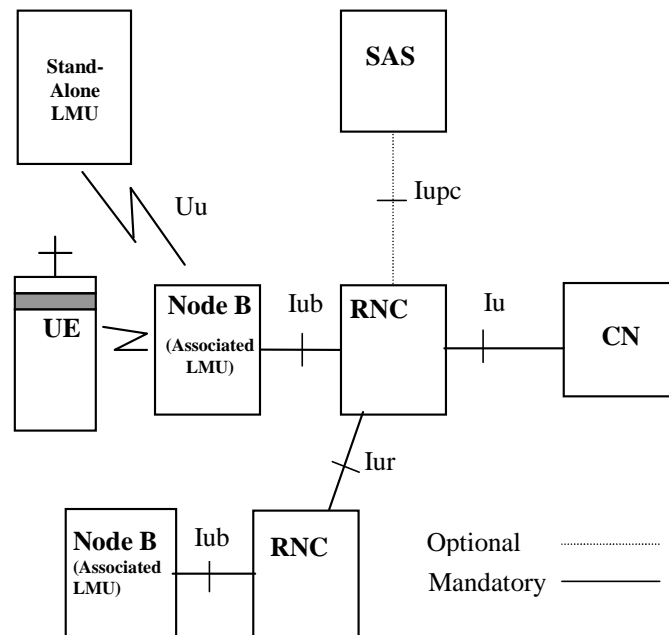 Stand-
Alone
LMU
SAS
Uu
Iupc
UE
Node B
(Associated
LMU)
Iub
RNC
Iu
CN
Iur
Node B
(Associated
LMU)
Iub
RNC
Optional
Mandatory